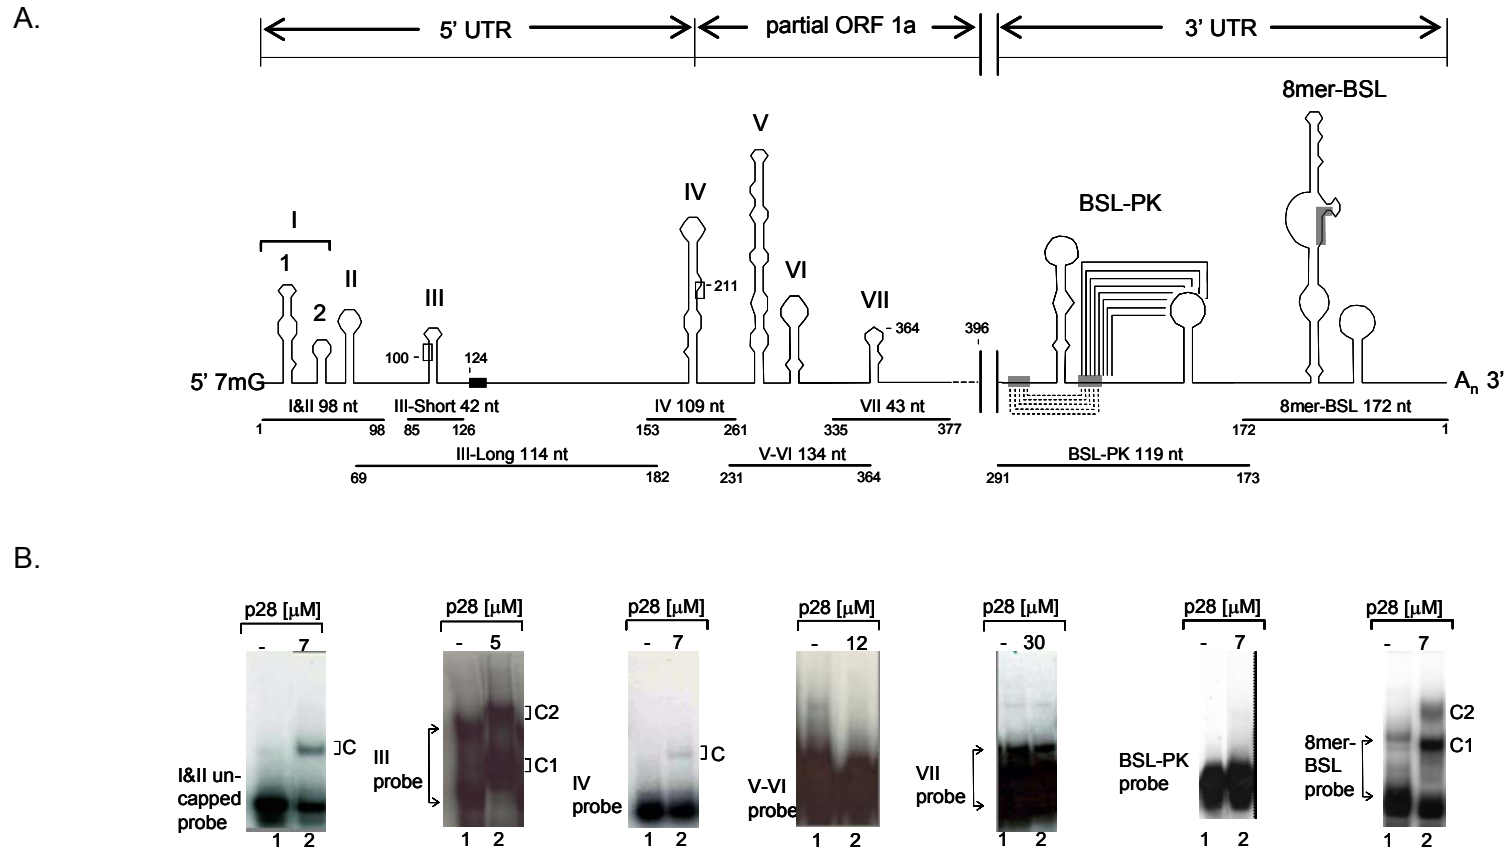 A.
5’ UTR partial ORF 1a 3’ UTR
8mer-BSL
V
IV
BSL-PK
I
1
2
II
III
VI
VII
211
100
124
364
396
5’ 7mG
An 3’
I&II 98 nt III-Short 42 nt IV 109 nt VII 43 nt 8mer-BSL 172 nt
1 98 85 126 153 261 335 377 172 1
III-Long 114 nt V-VI 134 nt BSL-PK 119 nt
69 182 231 364 291 173
B.
p28 [μM] p28 [μM] p28 [μM] p28 [μM] p28 [μM] p28 [μM] p28 [μM]
- 7 - 5 - 7 - 12 - 30 - 7 - 7
I&II un-
capped
probe
C
1 2
III
probe
C2
C1
1 2
IV
probe
C
1 2
V-VI
probe
1 2
VII
probe
1 2
BSL-PK
probe
1 2
8mer-
BSL
probe
C2
C1
1 2